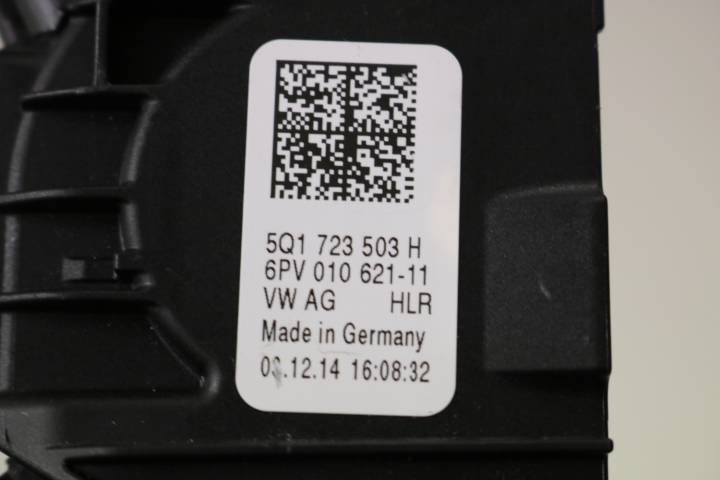 5Q1 723 503 H
6PV 010 621-11
VW AG HLR
Made in Germany
16:08:32